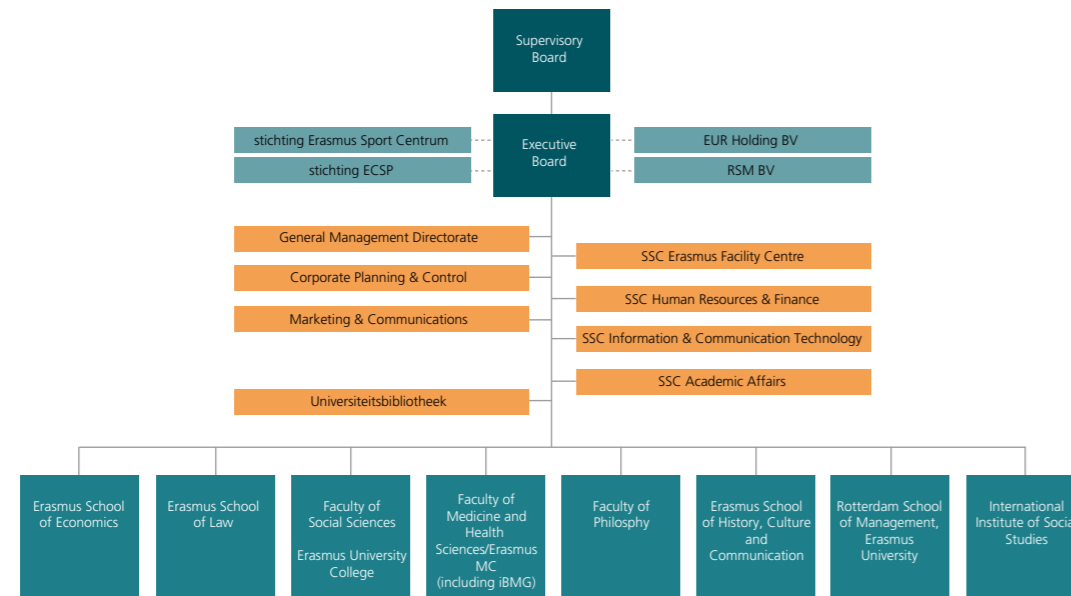 Supervisory
Board
stichting Erasmus Sport Centrum
stichting ECSP
Executive
Board
EUR Holding BV
RSM BV
General Management Directorate
Corporate Planning & Control
Marketing & Communications
Universiteitsbibliotheek
SSC Erasmus Facility Centre
SSC Human Resources & Finance
SSC Information & Communication Technology
SSC Academic Affairs
Erasmus School
of Economics
Erasmus School
of Law
Faculty of
Social Sciences
Erasmus University
College
Faculty of
Medicine and
Health
Sciences/Erasmus
MC
(including iBMG)
Faculty of
Philosphy
Erasmus School
of History, Culture
and
Communication
Rotterdam School
of Management,
Erasmus
University
International
Institute of Social
Studies